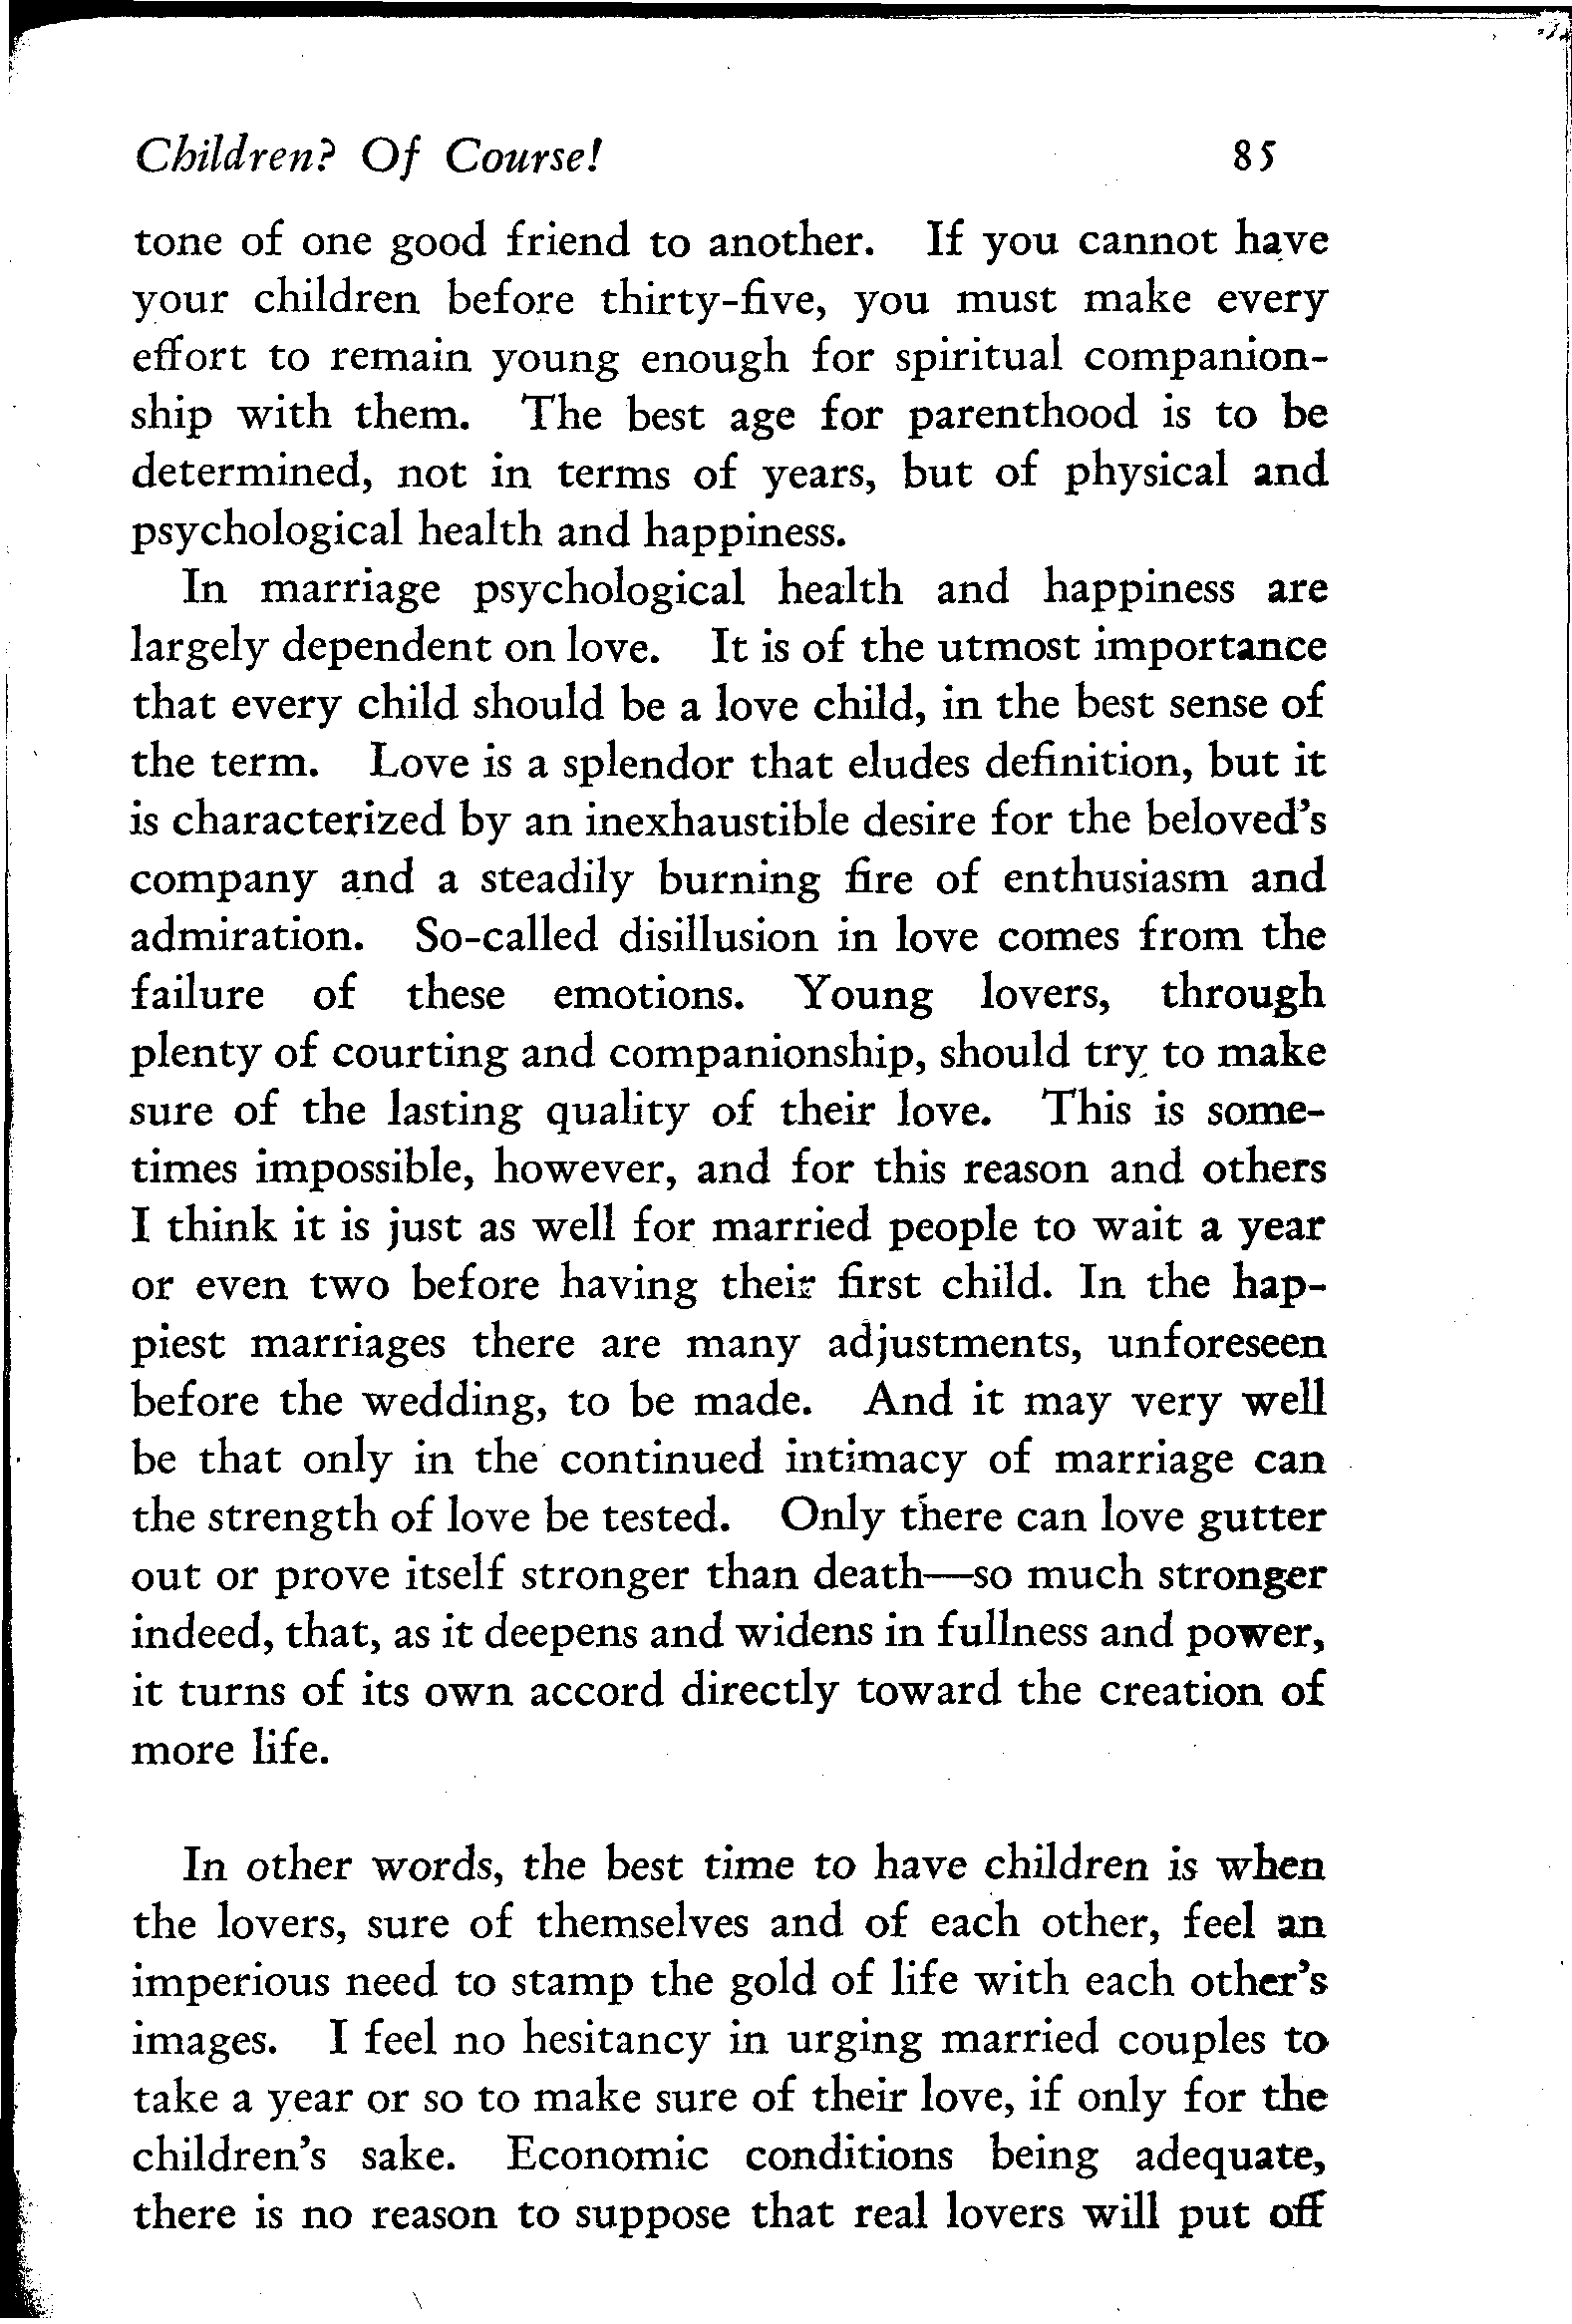 Children? Of Course! 85
tone of one good friend to another. If you cannot have
your children before thirty-five, you must make every
effort to remain young enough for spiritual companion-
ship with them. The best age for parenthood is to be
determined, not in terms of years, but of physical and
psychological health and happiness.
In marriage psychological health and happiness are
largely dependent on love. It is of the utmost importance
that every child should be a love child, in the best sense of
the term. Love is a splendor that eludes definition, but it
is characterized by an inexhaustible desire for the beloved's
company and a steadily burning fire of enthusiasm and
admiration. So-called disillusion in love comes from the
failure of these emotions. Young lovers, through
plenty of courting and companionship, should try to make
sure of the lasting quality of their love. This is some-
times impossible, however, and for this reason and others
I think it is just as well for married people to wait a year
or even two before having their first child. In the hap-
piest marriages there are many adjustments, unforeseen
before the wedding, to be made. And it may very well
be that only in the continued intimacy of marriage can
the strength of love be tested. Only there can love gutter
out or prove itself stronger than death—so much stronger
indeed, that, as it deepens and widens in fullness and power,
it turns of its own accord directly toward the creation of
more life.
In other words, the best time to have children is when
the lovers, sure of themselves and of each other, feel an
imperious need to stamp the gold of life with each other's
images. I feel no hesitancy in urging married couples to
take a year or so to make sure of their love, if only for the
children's sake. Economic conditions being adequate,
there is no reason to suppose that real lovers will put off